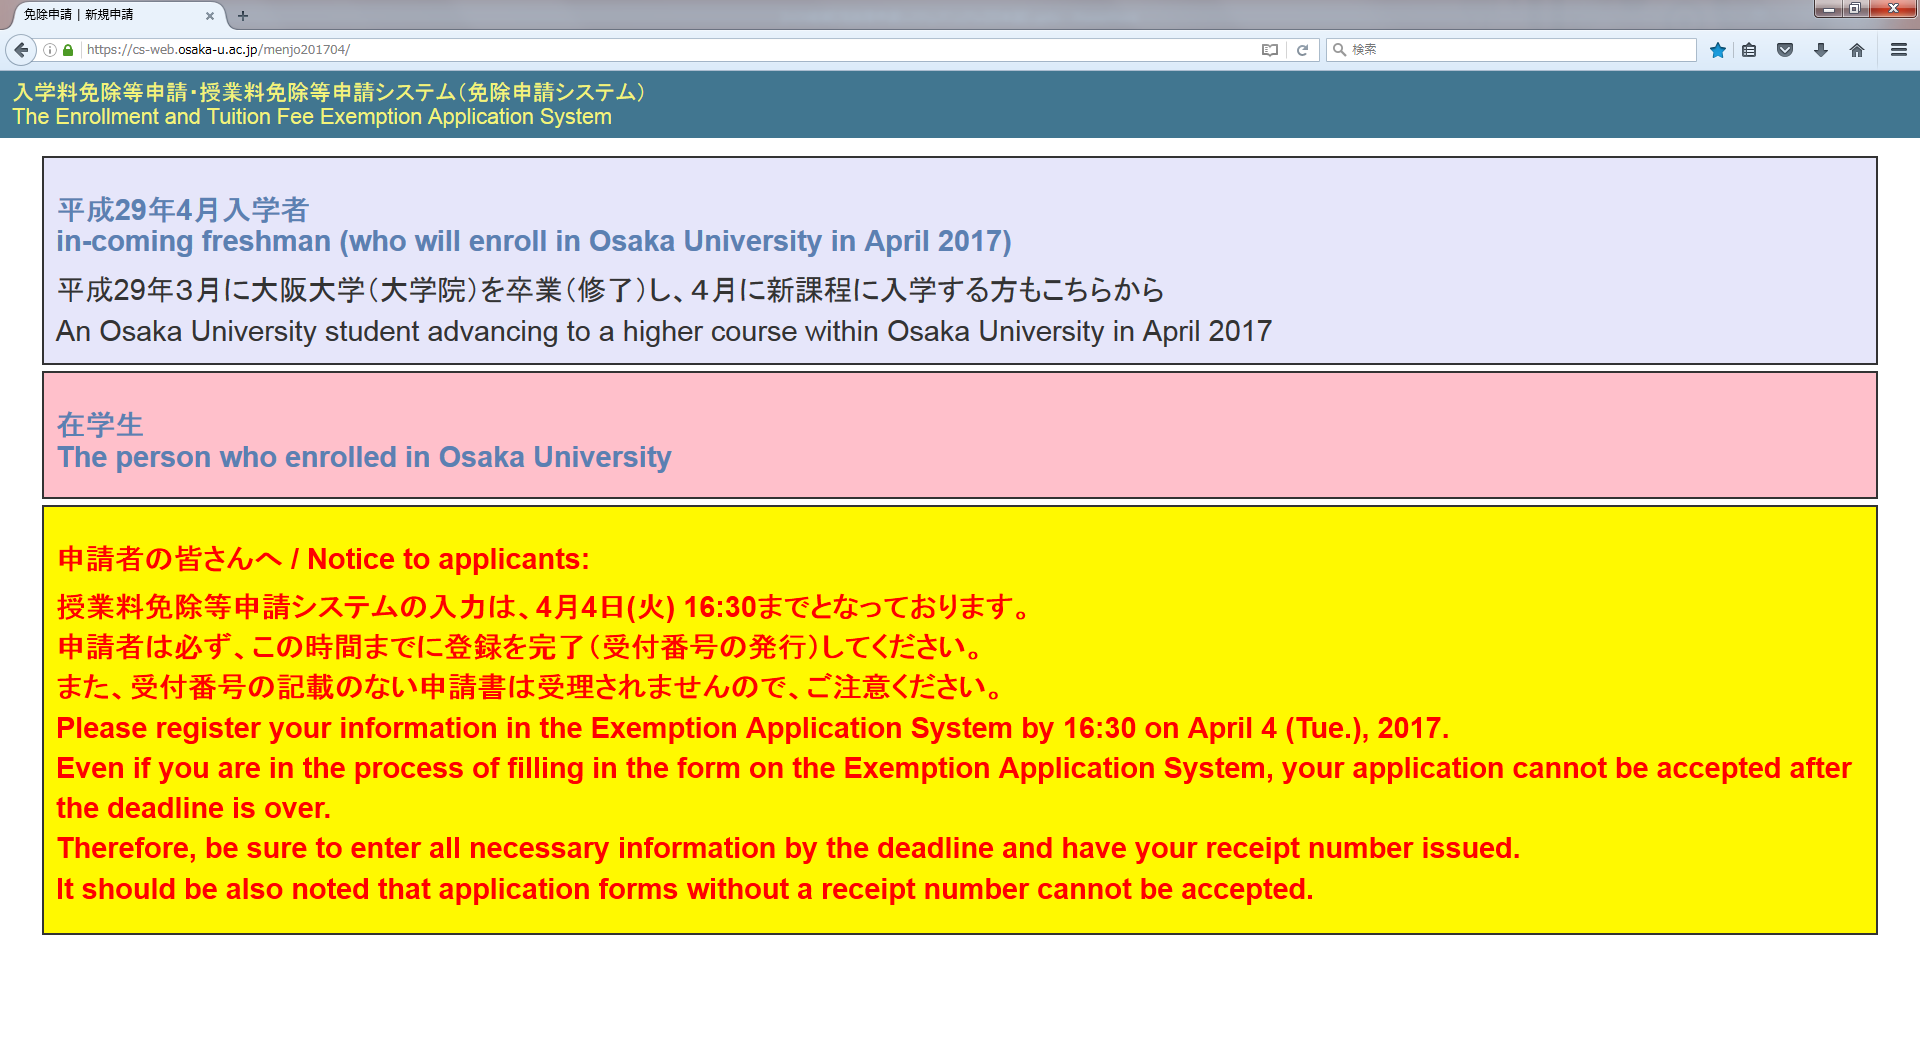 免除申請 | 新規申請
https://cs-web.osaka-u.ac.jp/menjo201704/
検索
入学料免除等申請・授業料免除等申請システム（免除申請システム）
The Enrollment and Tuition Fee Exemption Application System
平成29年4月入学者
in-coming freshman (who will enroll in Osaka University in April 2017)
平成29年３月に大阪大学（大学院）を卒業（修了）し、４月に新課程に入学する方もこちらから
An Osaka University student advancing to a higher course within Osaka University in April 2017
在学生
The person who enrolled in Osaka University
申請者の皆さんへ / Notice to applicants:
授業料免除等申請システムの入力は、4月4日(火) 16:30までとなっております。
申請者は必ず、この時間までに登録を完了（受付番号の発行）してください。
また、受付番号の記載のない申請書は受理されませんので、ご注意ください。
Please register your information in the Exemption Application System by 16:30 on April 4 (Tue.), 2017.
Even if you are in the process of filling in the form on the Exemption Application System, your application cannot be accepted after
the deadline is over.
Therefore, be sure to enter all necessary information by the deadline and have your receipt number issued.
It should be also noted that application forms without a receipt number cannot be accepted.